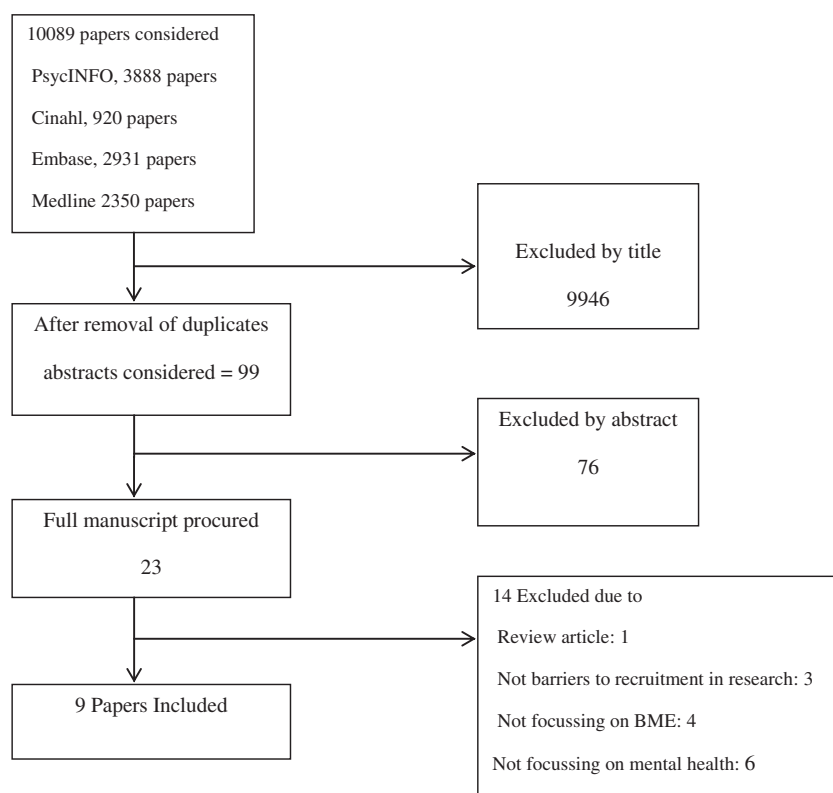 10089 papers considered
PsycINFO, 3888 papers
Cinahl, 920 papers
Embase, 2931 papers
Medline 2350 papers
Excluded by title
9946
After removal of duplicates
abstracts considered = 99
Excluded by abstract
76
Full manuscript procured
23
14 Excluded due to
Review article: 1
Not barriers to recruitment in research: 3
Not focussing on BME: 4
Not focussing on mental health: 6
9 Papers Included